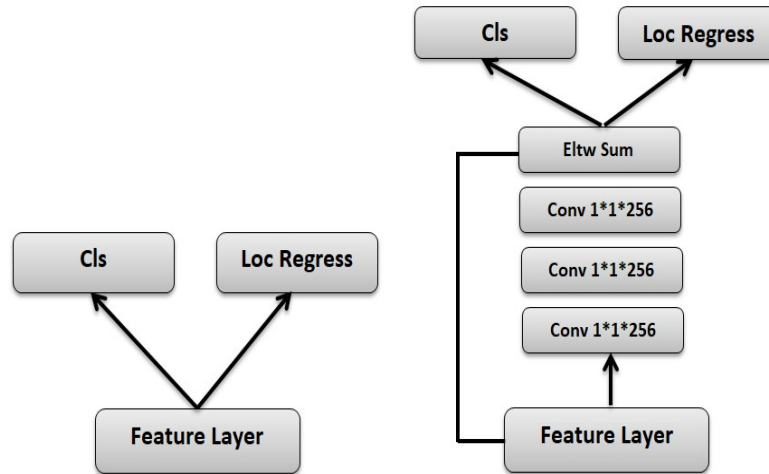 Cls
Loc Regress
Feature Layer
Cls
Loc Regress
Eltw Sum
Conv 1*1*256
Conv 1*1*256
Conv 1*1*256
Feature Layer